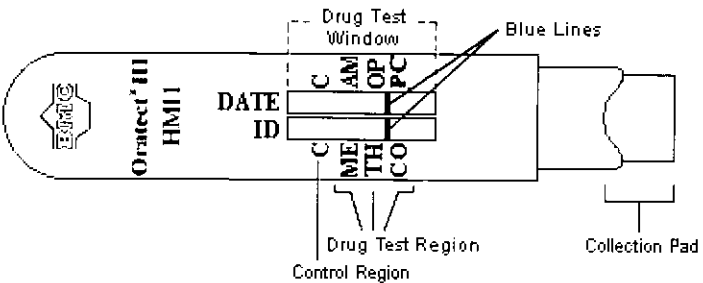 Drug Test
Window
Blue Lines
C
AM
OP
PC
DATE
ID
C
ME
TH
CO
BMC
Oratect® III
HM11
Drug Test Region
Control Region
Collection Pad